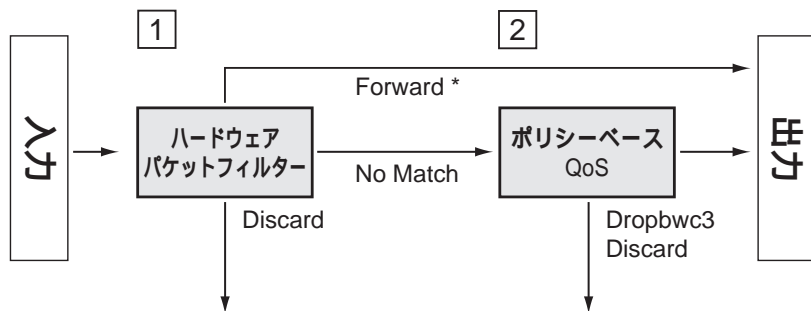 1
2
入力
Forward *
ハードウェア
パケットフィルター
No Match
ポリシーベース
QoS
出力
Discard
Dropbwc3
Discard